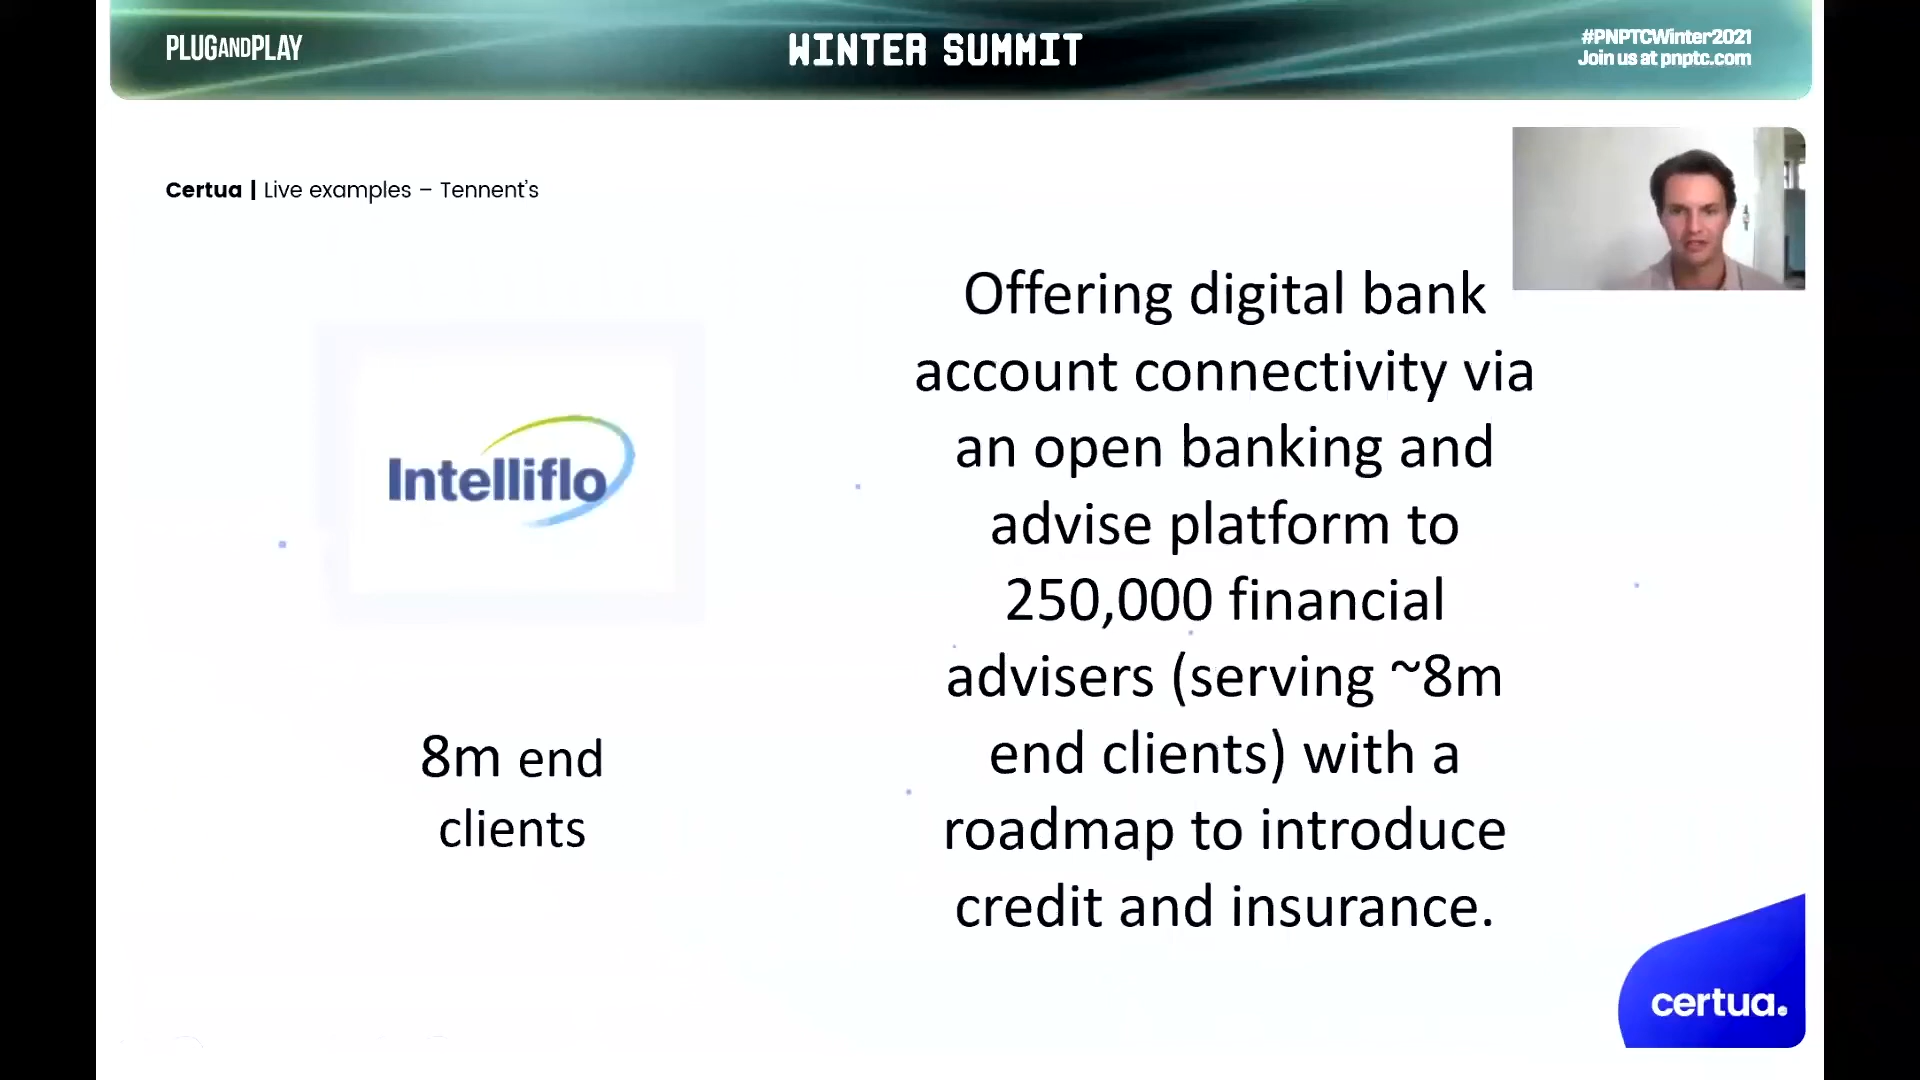 PLUGANDPLAY
WINTER SUMMIT
#PNPTCWinter2021
Join us at pnptc.com
Certua | Live examples – Tennent's
Intelliflo
8m end
clients
Offering digital bank
account connectivity via
an open banking and
advise platform to
250,000 financial
advisers (serving ~8m
end clients) with a
roadmap to introduce
credit and insurance.
certua.